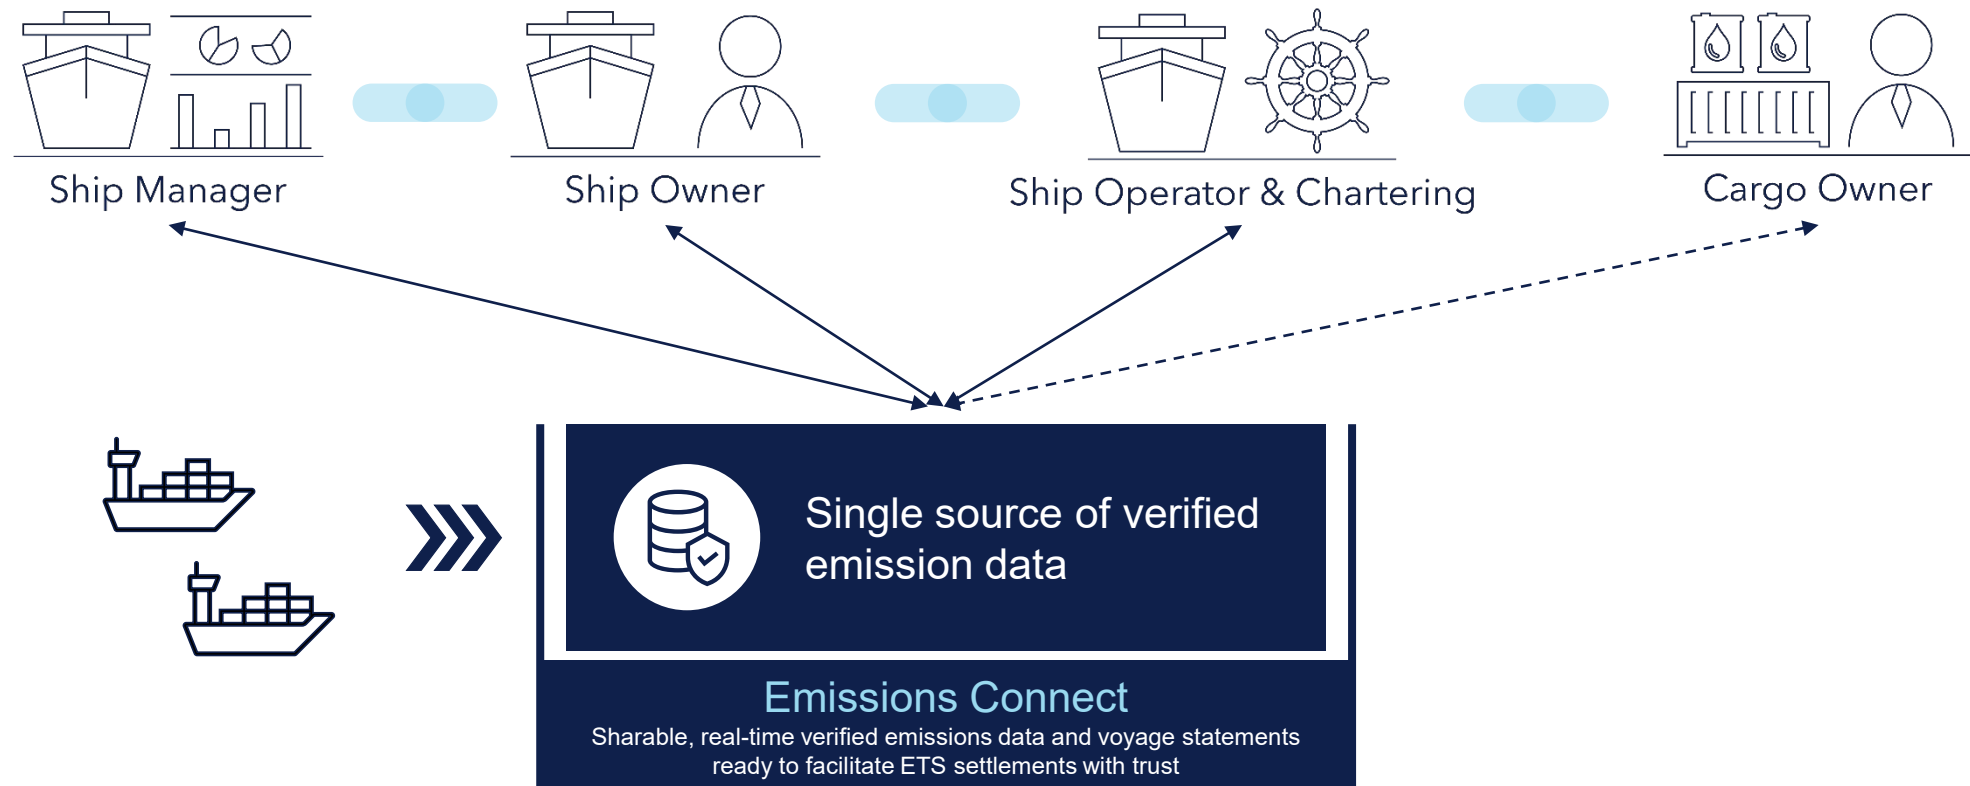 Ship Manager
Ship Owner
Ship Operator & Chartering
Cargo Owner
Single source of verified
emission data
Emissions Connect
Sharable, real-time verified emissions data and voyage statements
ready to facilitate ETS settlements with trust